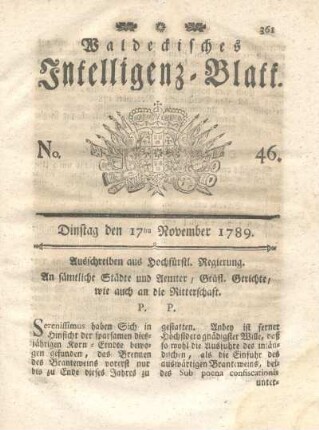 361
Waldeckisches
Intelligenz-Blatt.
No. 46.
Dinstag den 17ten November 1789.
Ausschreiben aus Hochfürstl. Regierung.
An sämtliche Städte und Aemter, Gräfl. Gerichte,
wie auch an die Ritterschaft.
P. P.
Serenissimus haben Sich in
Hinsicht der sparsamen dies-
jährigen Korn-Erndte bewo-
gen gefunden, das Brennen
des Branteweins vorerst nur
bis zu Ende dieses Jahres zu
gestatten. Anbey ist ferner
Höchstdero gnädigster Wille, daß
so wohl die Ausfuhre des inlän-
dischen, als die Einfuhr des
auswärtigen Branteweins, bey-
des Sub poena confiscationis
unter-